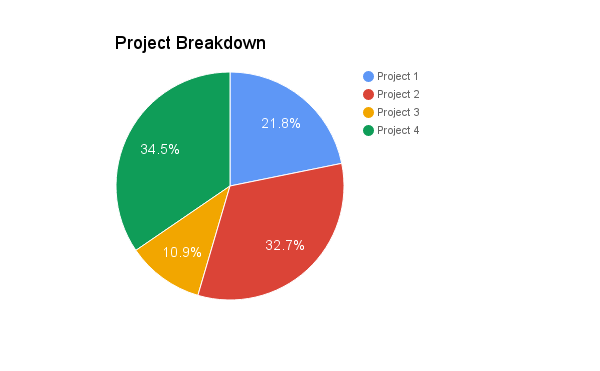 Project Breakdown
Project 1
Project 2
Project 3
Project 4
21.8%
34.5%
32.7%
10.9%